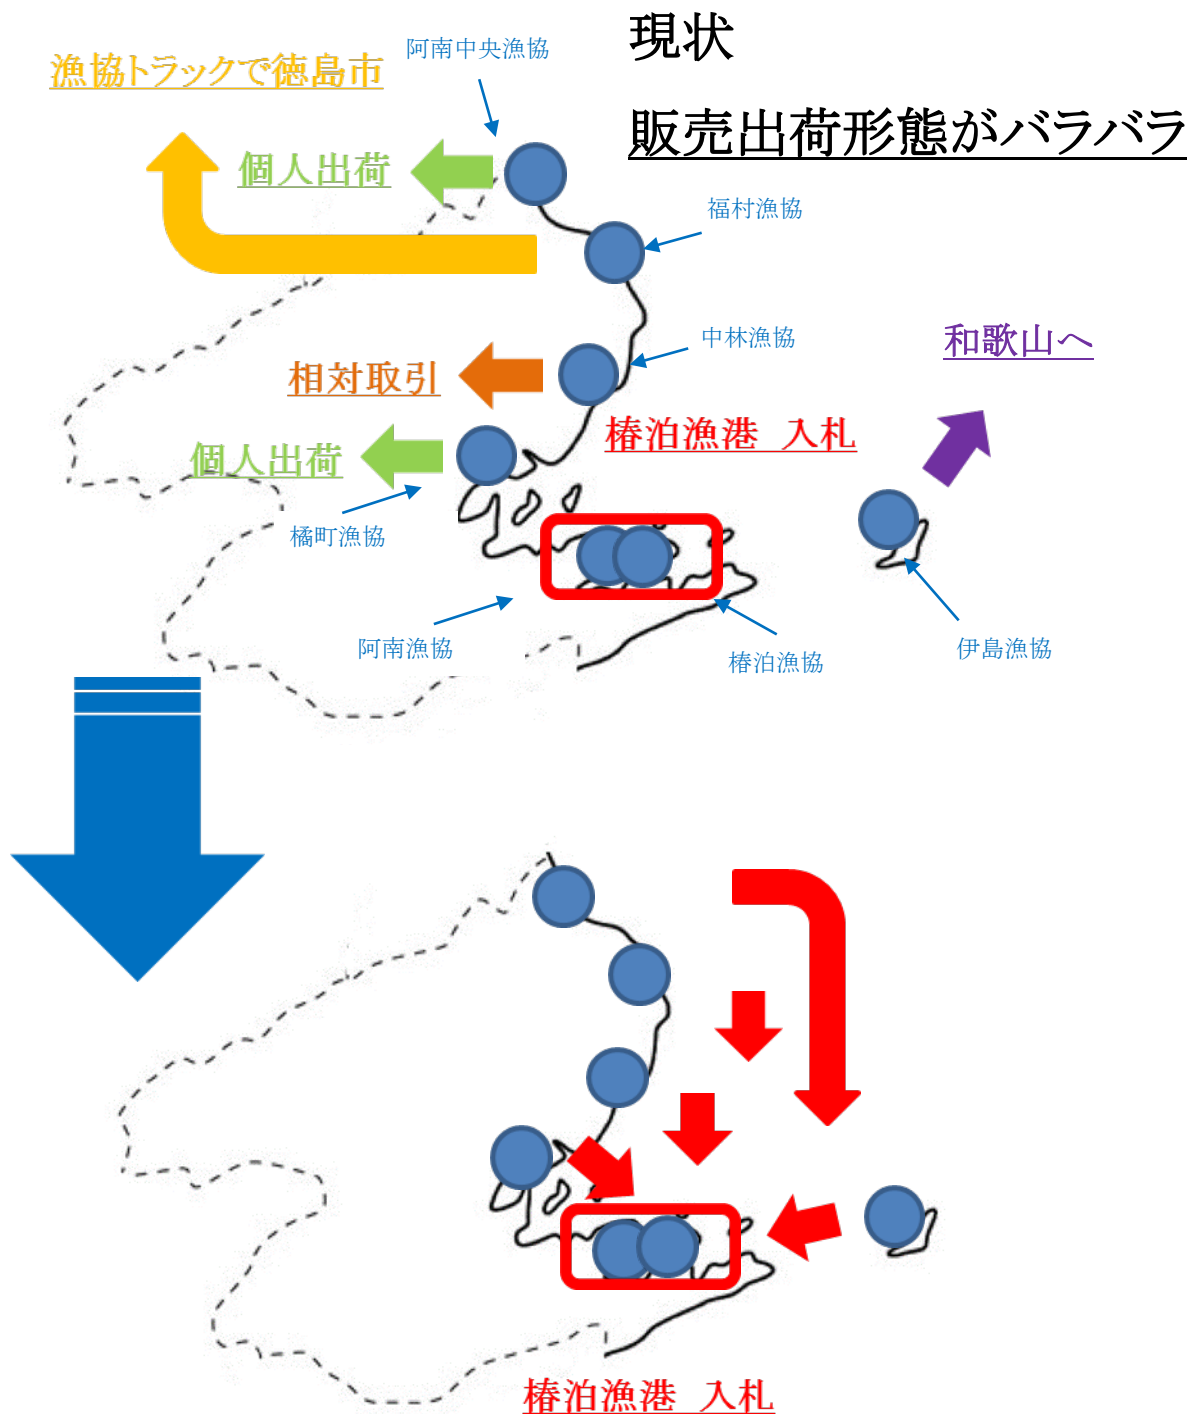 現状
阿南中央漁協
漁協トラックで徳島市
販売出荷形態がバラバラ
個人出荷
福村漁協
中林漁協
和歌山へ
相対取引
椿泊漁港 入札
個人出荷
橘町漁協
阿南漁協
椿泊漁協
伊島漁協
椿泊漁港 入札